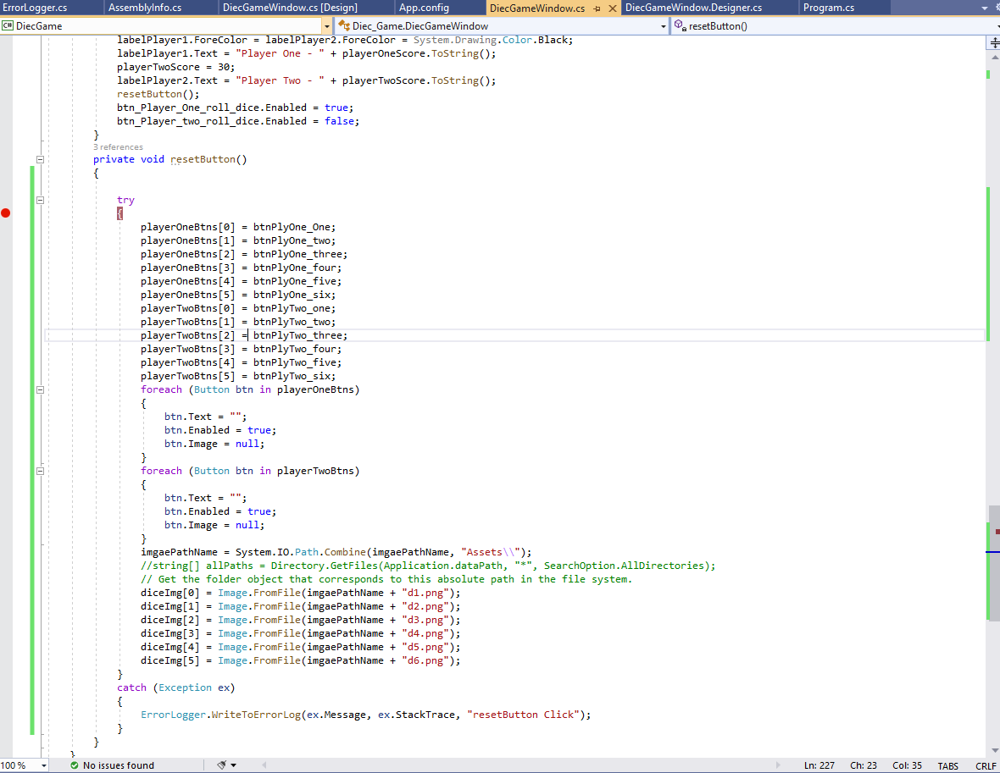 ErrorLogger.cs AssemblyInfo.cs DiecGameWindow.cs [Design] App.config DiecGameWindow.cs DiecGameWindow.Designer.cs Program.cs
C# DiecGame Diec_Game.DiecGameWindow resetButton()
labelPlayer1.ForeColor = labelPlayer2.ForeColor = System.Drawing.Color.Black;
labelPlayer1.Text = "Player One - " + playerOneScore.ToString();
playerTwoScore = 30;
labelPlayer2.Text = "Player Two - " + playerTwoScore.ToString();
resetButton();
btn_Player_One_roll_dice.Enabled = true;
btn_Player_two_roll_dice.Enabled = false;
}
3 references
private void resetButton()
{
try
{
playerOneBtns[0] = btnPlyOne_One;
playerOneBtns[1] = btnPlyOne_two;
playerOneBtns[2] = btnPlyOne_three;
playerOneBtns[3] = btnPlyOne_four;
playerOneBtns[4] = btnPlyOne_five;
playerOneBtns[5] = btnPlyOne_six;
playerTwoBtns[0] = btnPlyTwo_one;
playerTwoBtns[1] = btnPlyTwo_two;
playerTwoBtns[2] = btnPlyTwo_three;
playerTwoBtns[3] = btnPlyTwo_four;
playerTwoBtns[4] = btnPlyTwo_five;
playerTwoBtns[5] = btnPlyTwo_six;
foreach (Button btn in playerOneBtns)
{
btn.Text = "";
btn.Enabled = true;
btn.Image = null;
}
foreach (Button btn in playerTwoBtns)
{
btn.Text = "";
btn.Enabled = true;
btn.Image = null;
}
imgaePathName = System.IO.Path.Combine(imgaePathName, "Assets\\");
//string[] allPaths = Directory.GetFiles(Application.dataPath, "*", SearchOption.AllDirectories);
// Get the folder object that corresponds to this absolute path in the file system.
diceImg[0] = Image.FromFile(imgaePathName + "d1.png");
diceImg[1] = Image.FromFile(imgaePathName + "d2.png");
diceImg[2] = Image.FromFile(imgaePathName + "d3.png");
diceImg[3] = Image.FromFile(imgaePathName + "d4.png");
diceImg[4] = Image.FromFile(imgaePathName + "d5.png");
diceImg[5] = Image.FromFile(imgaePathName + "d6.png");
}
catch (Exception ex)
{
ErrorLogger.WriteToErrorLog(ex.Message, ex.StackTrace, "resetButton Click");
}
}
}
100 % No issues found Ln: 227 Ch: 23 Col: 35 TABS CRLF